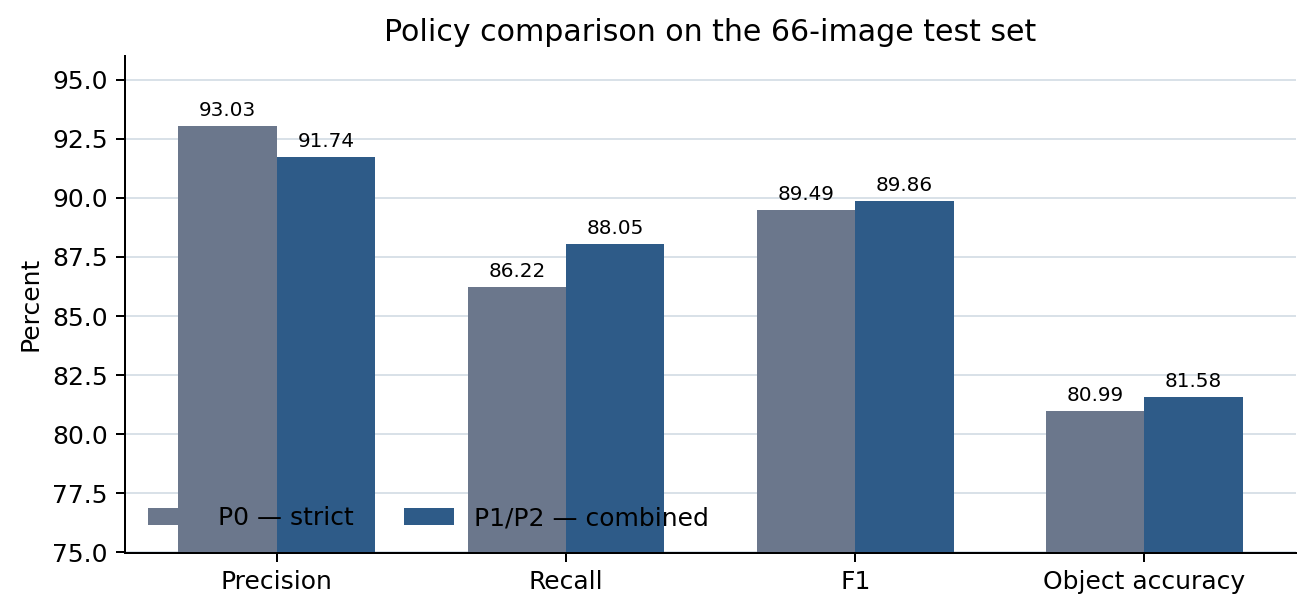 Policy comparison on the 66-image test set
Percent
95.0
92.5
90.0
87.5
85.0
82.5
80.0
77.5
75.0
93.03
91.74
86.22
88.05
89.49
89.86
80.99
81.58
P0 — strict
P1/P2 — combined
Precision
Recall
F1
Object accuracy